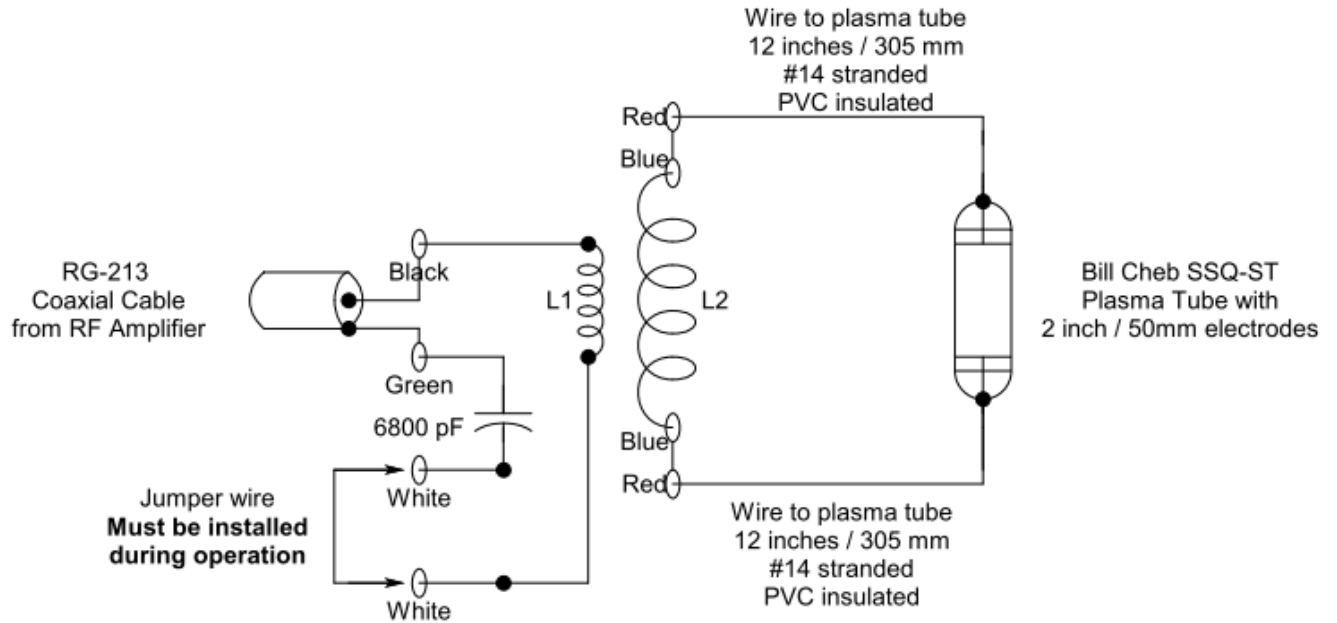 Wire to plasma tube
12 inches / 305 mm
#14 stranded
PVC insulated
Red
Blue
RG-213
Coaxial Cable
from RF Amplifier
Black
L1
L2
Bill Cheb SSQ-ST
Plasma Tube with
2 inch / 50mm electrodes
Green
6800 pF
Blue
Red
White
Jumper wire
Must be installed
during operation
White
Wire to plasma tube
12 inches / 305 mm
#14 stranded
PVC insulated